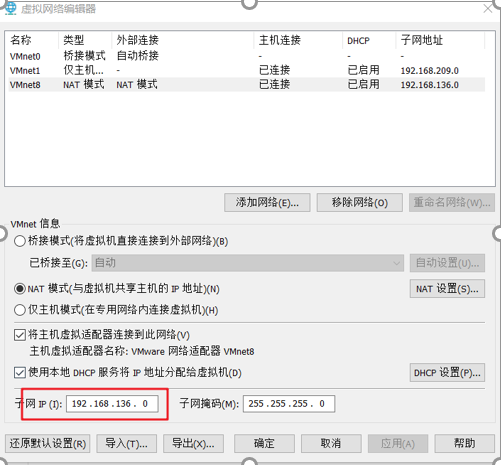 虚拟网络编辑器
名称 类型 外部连接 主机连接 DHCP 子网地址
VMnet0 桥接模式 自动桥接 - - -
VMnet1 仅主机... - 已连接 已启用 192.168.209.0
VMnet8 NAT 模式 NAT 模式 已连接 已启用 192.168.136.0
添加网络(E)... 移除网络(O) 重命名网络(W)...
VMnet 信息
桥接模式(将虚拟机直接连接到外部网络)(B)
已桥接至(G): 自动 自动设置(U)...
NAT 模式(与虚拟机共享主机的 IP 地址)(N) NAT 设置(S)...
仅主机模式(在专用网络内连接虚拟机)(H)
将主机虚拟适配器连接到此网络(V)
主机虚拟适配器名称: VMware 网络适配器 VMnet8
使用本地 DHCP 服务将 IP 地址分配给虚拟机(D) DHCP 设置(P)...
子网 IP (I): 192 .168 .136 . 0 子网掩码(M): 255 .255 .255 . 0
还原默认设置(R) 导入(T)... 导出(X)... 确定 取消 应用(A) 帮助